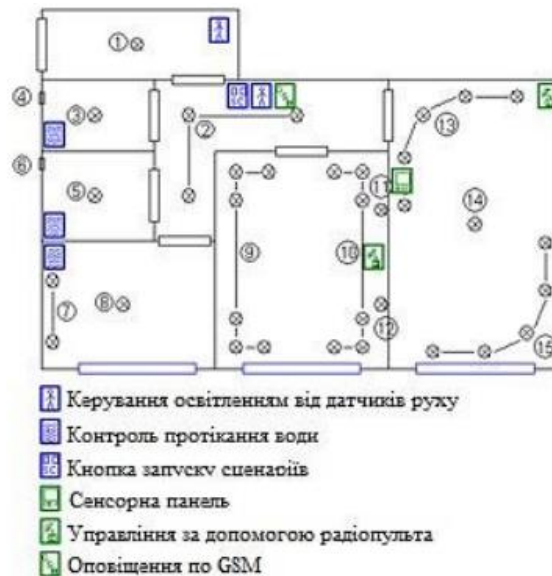 ①
④
③
②
⑬
⑥
⑪
⑤
⑭
⑨
⑩
⑧
⑦
⑫
⑮
Керування освітленням від датчиків руху
Контроль протікання води
Кнопка запуску сценаріїв
Сенсорна панель
Управління за допомогою радіопульта
Оповіщення по GSM